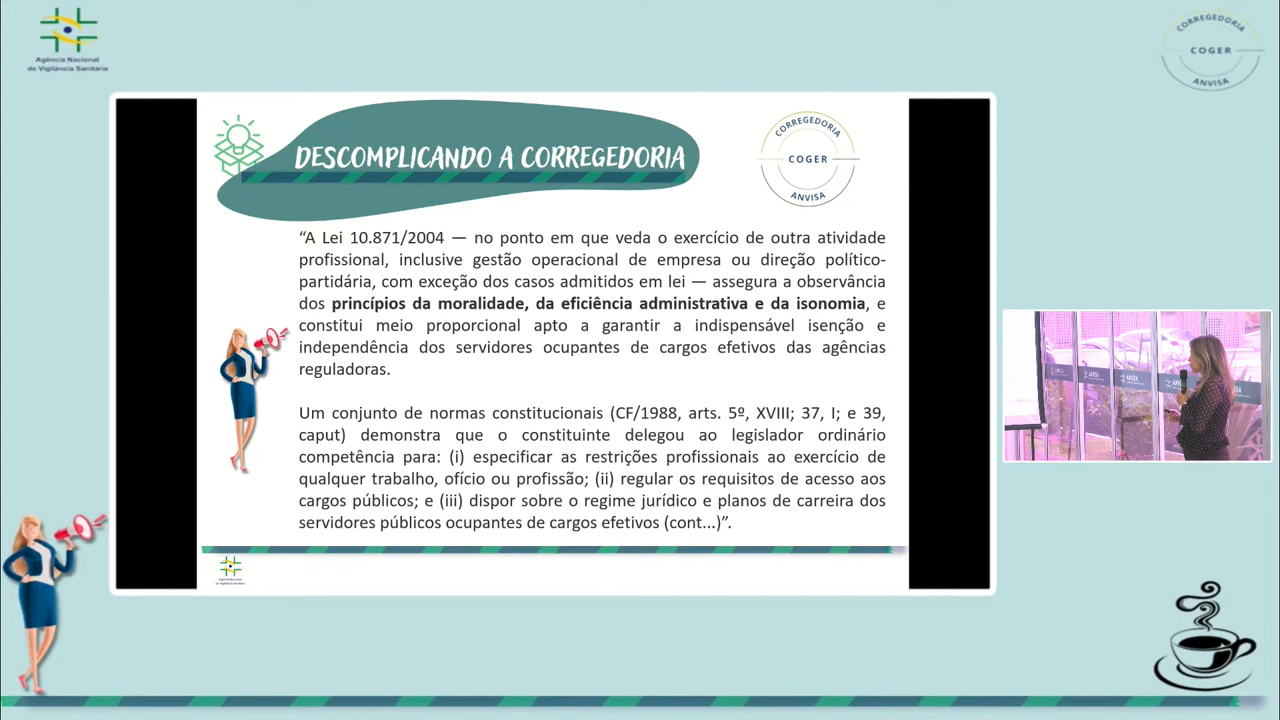 Agência Nacional
de Vigilância Sanitária
CORREGEDORIA
COGER
ANVISA
DESCOMPLICANDO A CORREGEDORIA
CORREGEDORIA
COGER
ANVISA
“A Lei 10.871/2004 — no ponto em que veda o exercício de outra atividade
profissional, inclusive gestão operacional de empresa ou direção político-
partidária, com exceção dos casos admitidos em lei — assegura a observância
dos princípios da moralidade, da eficiência administrativa e da isonomia, e
constitui meio proporcional apto a garantir a indispensável isenção e
independência dos servidores ocupantes de cargos efetivos das agências
reguladoras.
Um conjunto de normas constitucionais (CF/1988, arts. 5º, XVIII; 37, I; e 39,
caput) demonstra que o constituinte delegou ao legislador ordinário
competência para: (i) especificar as restrições profissionais ao exercício de
qualquer trabalho, ofício ou profissão; (ii) regular os requisitos de acesso aos
cargos públicos; e (iii) dispor sobre o regime jurídico e planos de carreira dos
servidores públicos ocupantes de cargos efetivos (cont...)”.
Agência Nacional
de Vigilância Sanitária
ANVISA